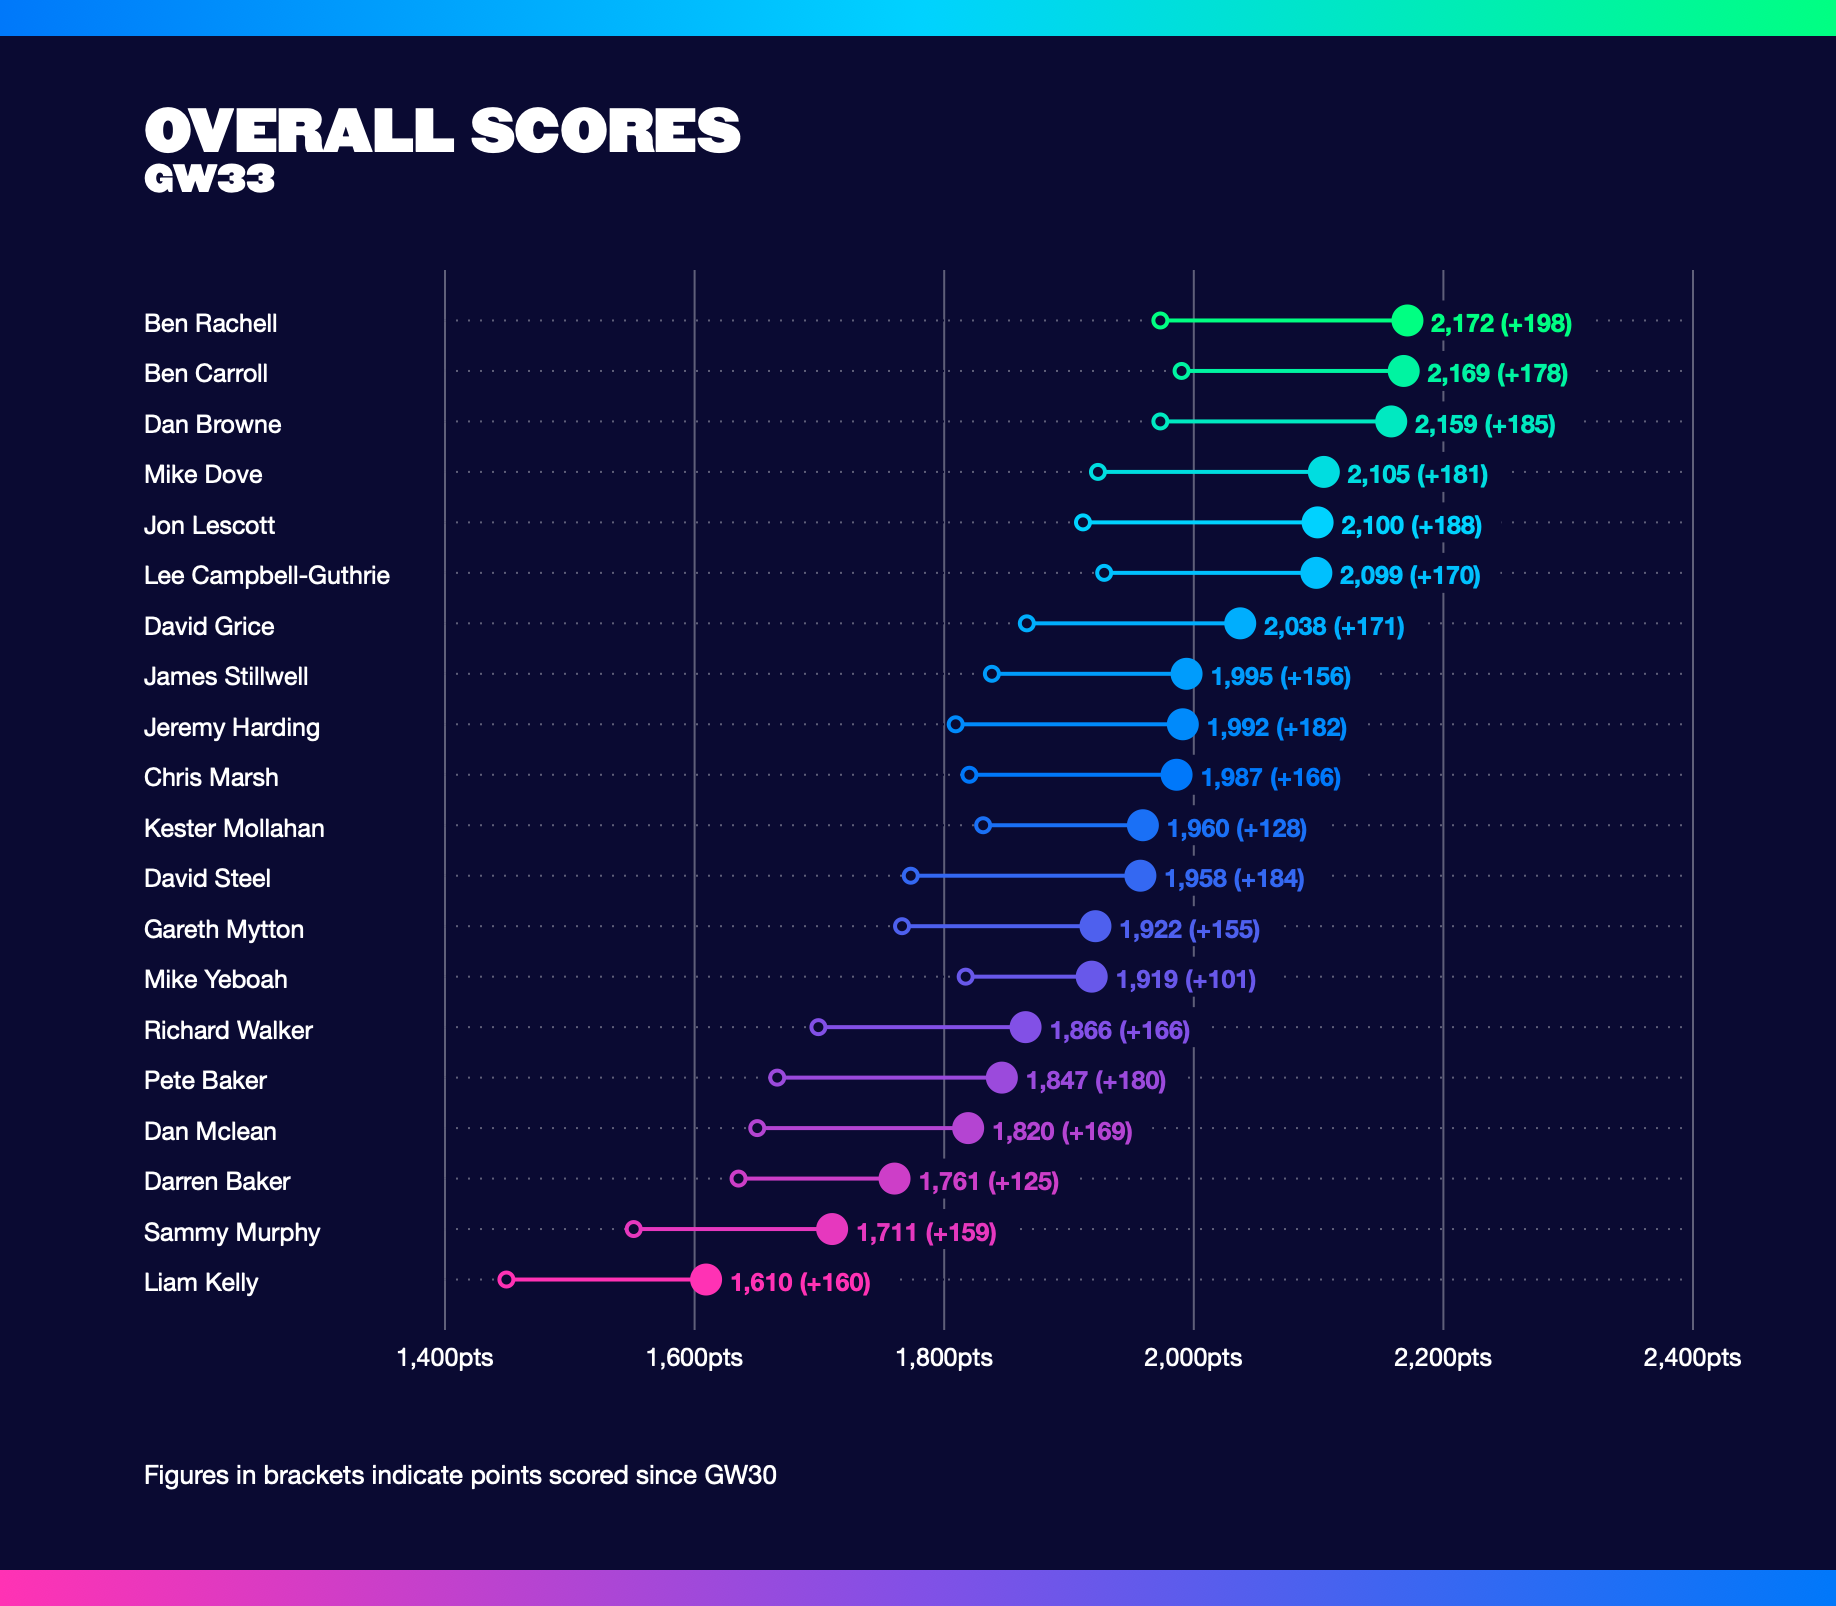 OVERALL SCORES
GW33
Ben Rachell 2,172 (+198)
Ben Carroll 2,169 (+178)
Dan Browne 2,159 (+185)
Mike Dove 2,105 (+181)
Jon Lescott 2,100 (+188)
Lee Campbell-Guthrie 2,099 (+170)
David Grice 2,038 (+171)
James Stillwell 1,995 (+156)
Jeremy Harding 1,992 (+182)
Chris Marsh 1,987 (+166)
Kester Mollahan 1,960 (+128)
David Steel 1,958 (+184)
Gareth Mytton 1,922 (+155)
Mike Yeboah 1,919 (+101)
Richard Walker 1,866 (+166)
Pete Baker 1,847 (+180)
Dan Mclean 1,820 (+169)
Darren Baker 1,761 (+125)
Sammy Murphy 1,711 (+159)
Liam Kelly 1,610 (+160)
1,400pts 1,600pts 1,800pts 2,000pts 2,200pts 2,400pts
Figures in brackets indicate points scored since GW30